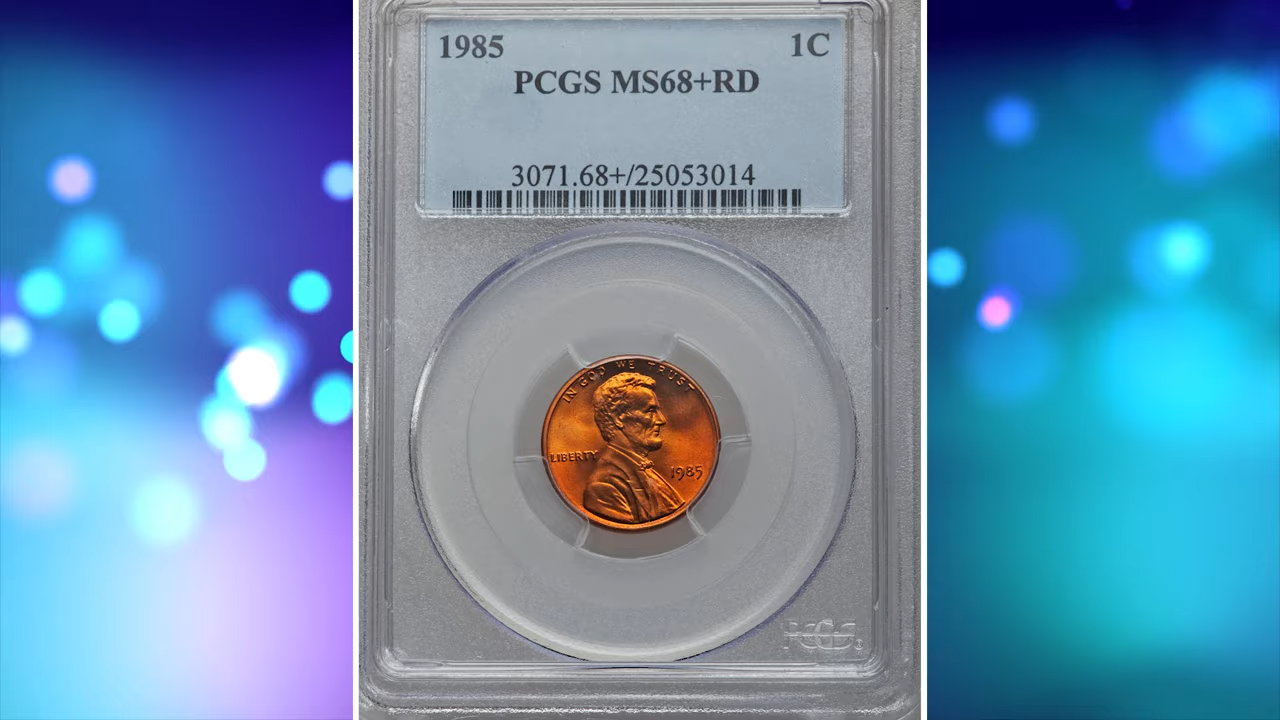 1985 1C
PCGS MS68+RD
3071.68+/25053014
IN GOD WE TRUST
LIBERTY
1985
PCGS